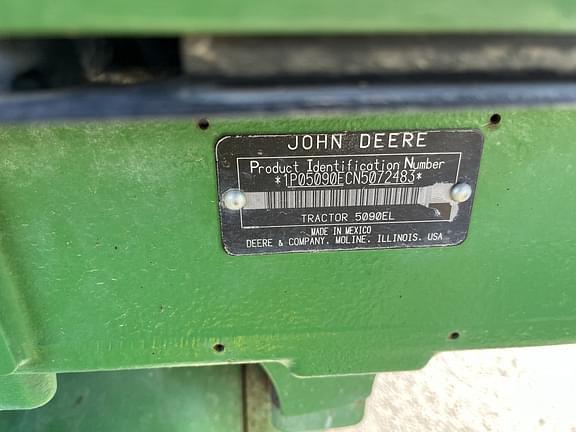 JOHN DEERE
Product Identification Number
*1P05090ECN5072483*
TRACTOR 5090EL
MADE IN MEXICO
DEERE & COMPANY, MOLINE, ILLINOIS, USA